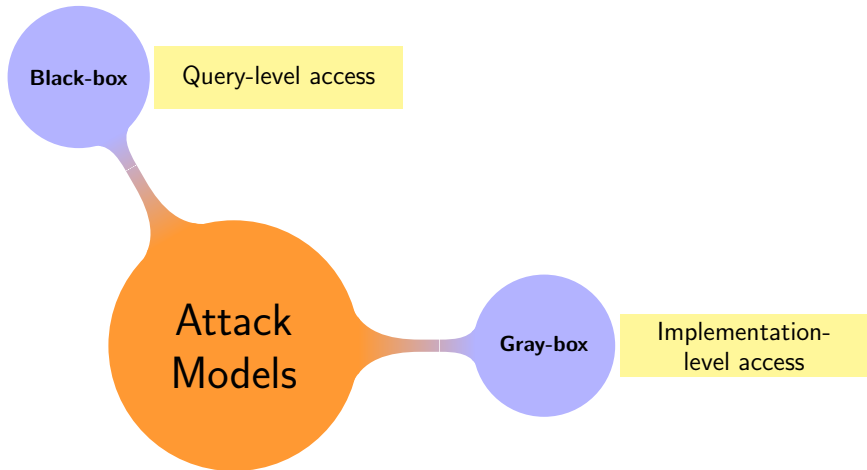 Black-box
Query-level access
Attack
Models
Gray-box
Implementation-
level access